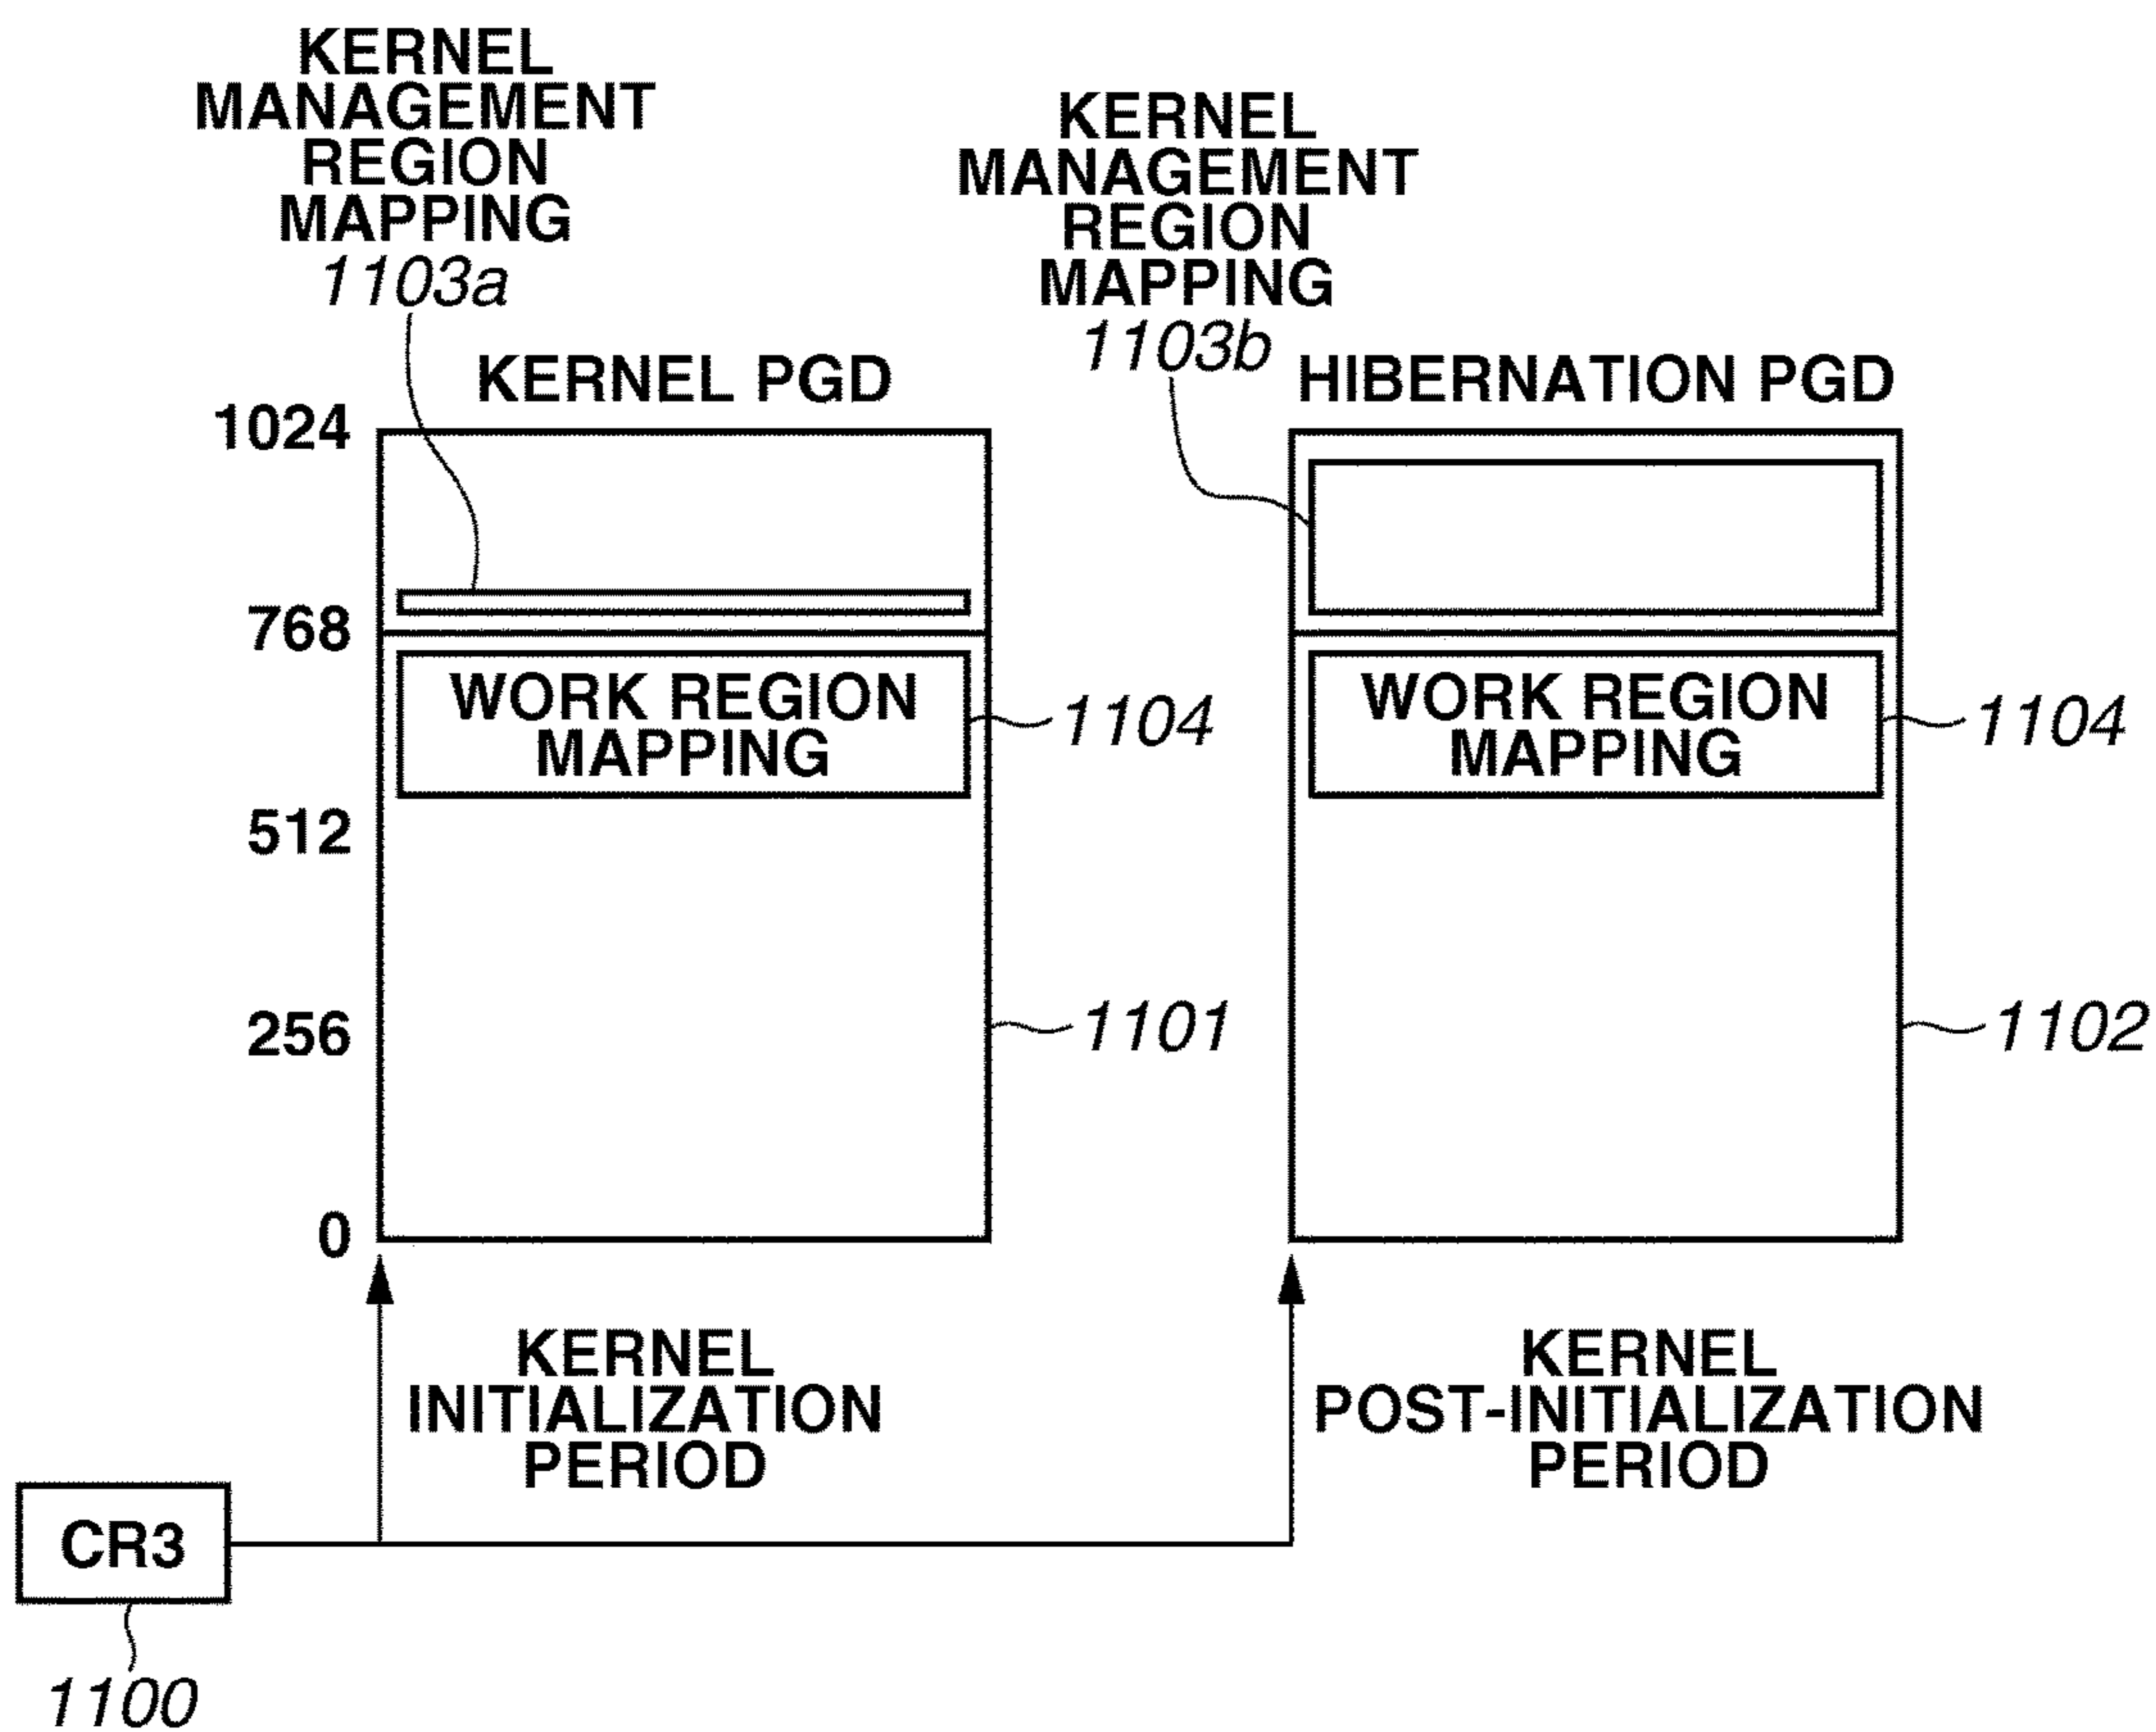 KERNEL
MANAGEMENT
REGION
MAPPING
1103a
KERNEL
MANAGEMENT
REGION
MAPPING
1103b
KERNEL PGD
HIBERNATION PGD
1024
768
512
256
0
WORK REGION
MAPPING
1104
WORK REGION
MAPPING
1104
1101
1102
KERNEL
INITIALIZATION
PERIOD
KERNEL
POST-INITIALIZATION
PERIOD
CR3
1100